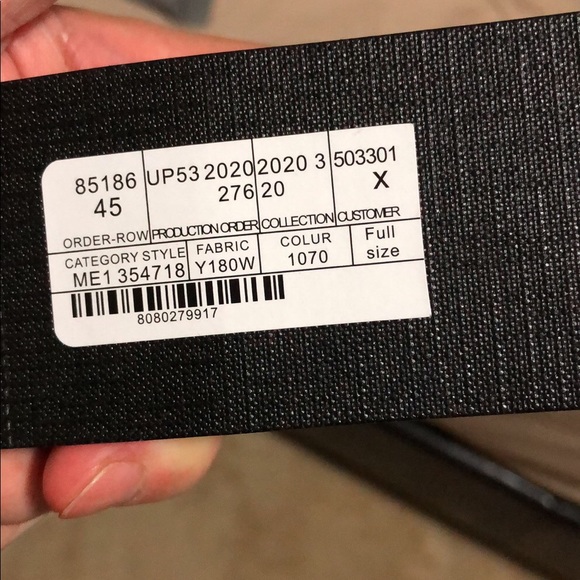 85186 UP53 2020 2020 3 503301
45 276 20 X
ORDER-ROW PRODUCTION ORDER COLLECTION CUSTOMER
CATEGORY STYLE FABRIC COLUR Full
ME1 354718 Y180W 1070 size
8080279917